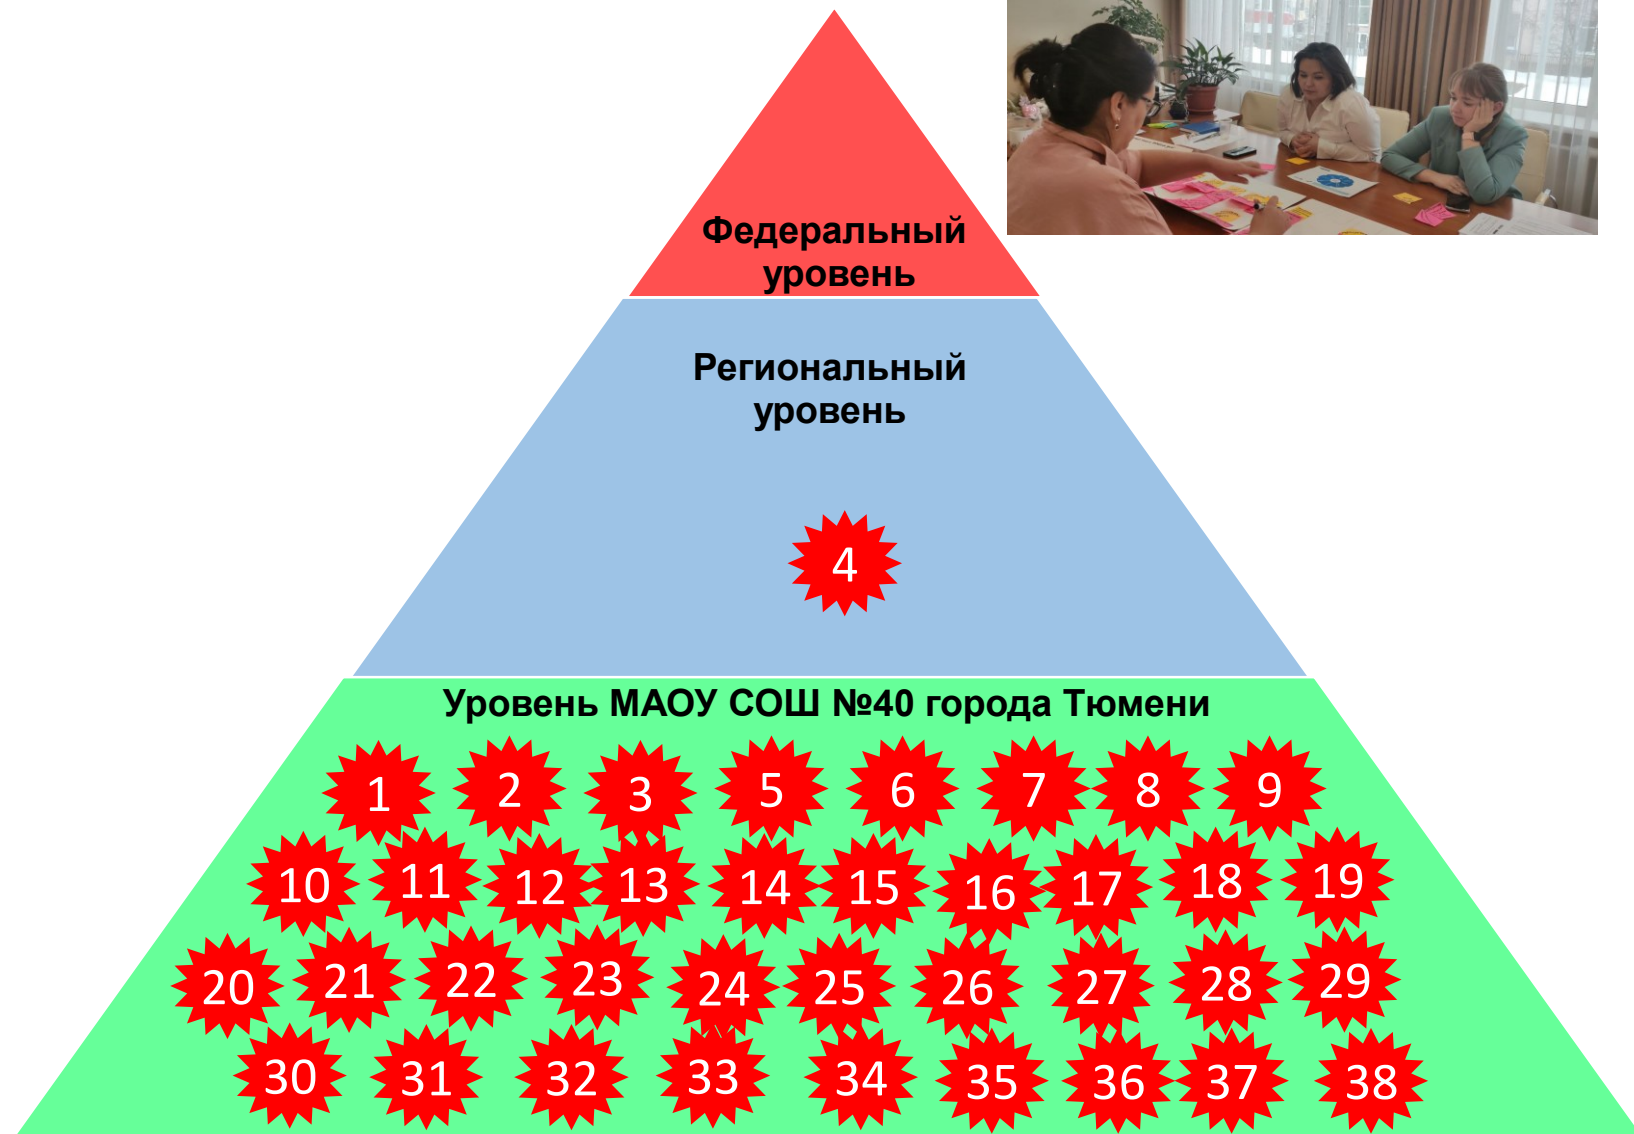 Федеральный
уровень
Региональный
уровень
4
Уровень МАОУ СОШ №40 города Тюмени
1 2 3 5 6 7 8 9
10 11 12 13 14 15 16 17 18 19
20 21 22 23 24 25 26 27 28 29
30 31 32 33 34 35 36 37 38